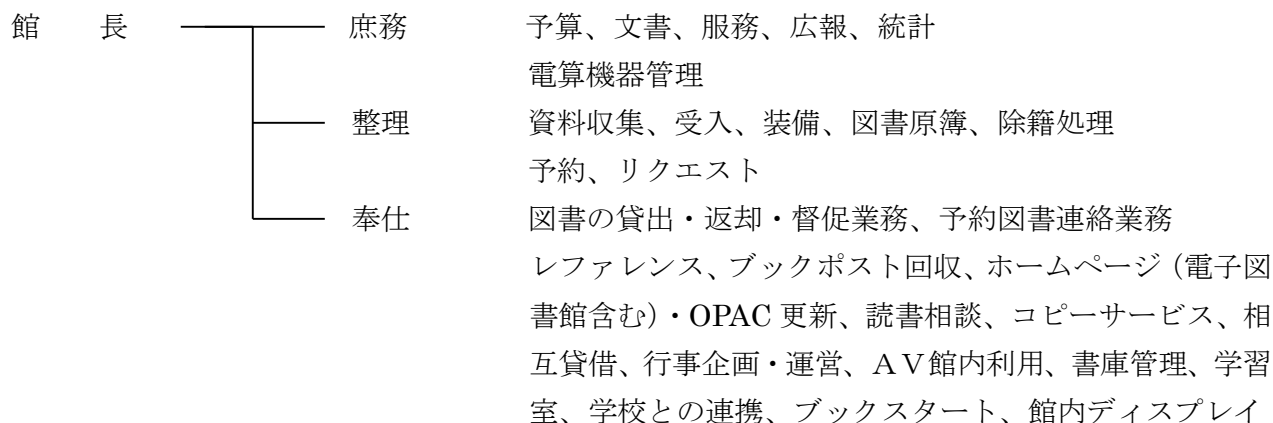 館　　長　庶務　予算、文書、服務、広報、統計
電算機器管理
整理　資料収集、受入、装備、図書原簿、除籍処理
予約、リクエスト
奉仕　図書の貸出・返却・督促業務、予約図書連絡業務
レファレンス、ブックポスト回収、ホームページ（電子図
書館含む）・OPAC 更新、読書相談、コピーサービス、相
互貸借、行事企画・運営、ＡＶ館内利用、書庫管理、学習
室、学校との連携、ブックスタート、館内ディスプレイ